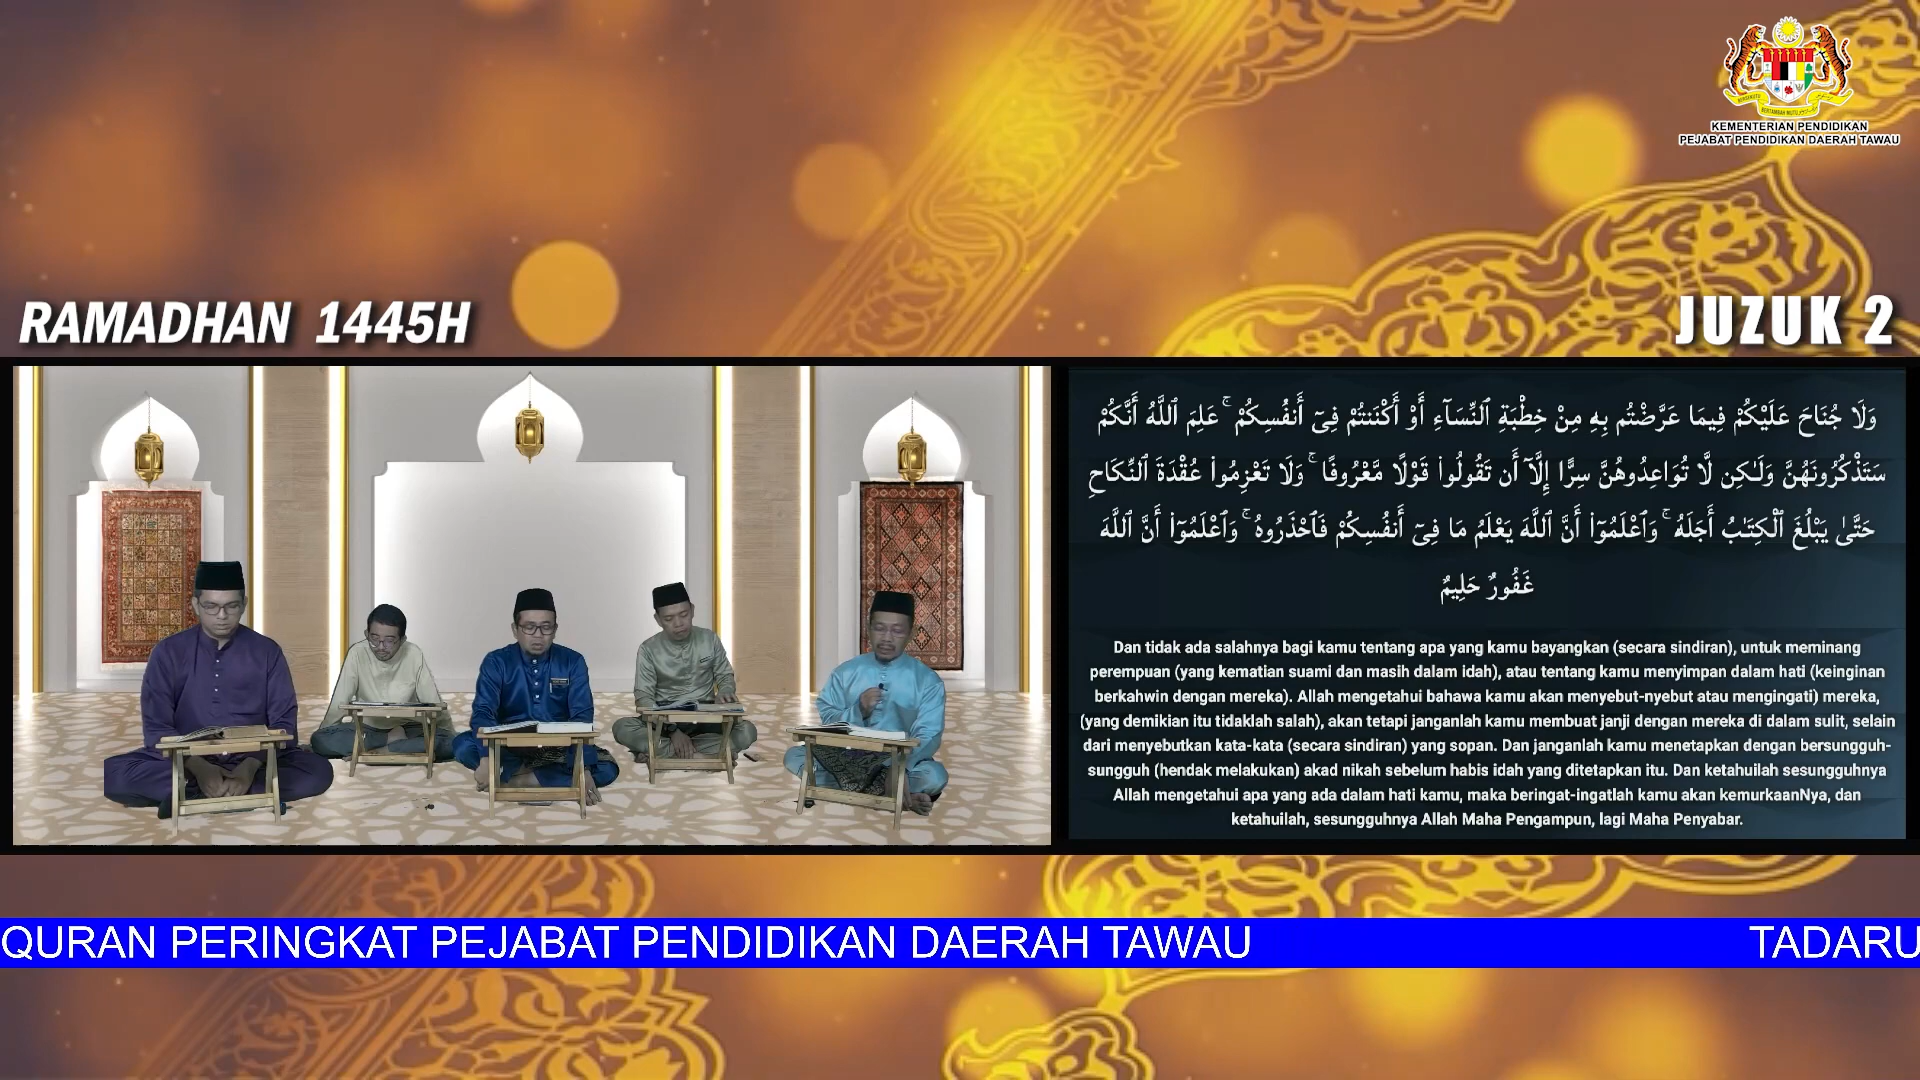 KEMENTERIAN PENDIDIKAN
PEJABAT PENDIDIKAN DAERAH TAWAU
RAMADHAN 1445H
JUZUK 2
وَلَا جُنَاحَ عَلَيْكُمْ فِيمَا عَرَّضْتُم بِهِ مِنْ خِطْبَةِ ٱلنِّسَآءِ أَوْ أَكْنَنتُمْ فِىٓ أَنفُسِكُمْ ۚ عَلِمَ ٱللَّهُ أَنَّكُمْ
سَتَذْكُرُونَهُنَّ وَلَـٰكِن لَّا تُوَاعِدُوهُنَّ سِرًّا إِلَّآ أَن تَقُولُوا۟ قَوْلًا مَّعْرُوفًا ۚ وَلَا تَعْزِمُوا۟ عُقْدَةَ ٱلنِّكَاحِ
حَتَّىٰ يَبْلُغَ ٱلْكِتَـٰبُ أَجَلَهُ ۚ وَٱعْلَمُوٓا۟ أَنَّ ٱللَّهَ يَعْلَمُ مَا فِىٓ أَنفُسِكُمْ فَٱحْذَرُوهُ ۚ وَٱعْلَمُوٓا۟ أَنَّ ٱللَّهَ
غَفُورٌ حَلِيمٌ
Dan tidak ada salahnya bagi kamu tentang apa yang kamu bayangkan (secara sindiran), untuk meminang
perempuan (yang kematian suami dan masih dalam idah), atau tentang kamu menyimpan dalam hati (keinginan
berkahwin dengan mereka). Allah mengetahui bahawa kamu akan menyebut-nyebut atau mengingati) mereka,
(yang demikian itu tidaklah salah), akan tetapi janganlah kamu membuat janji dengan mereka di dalam sulit, selain
dari menyebutkan kata-kata (secara sindiran) yang sopan. Dan janganlah kamu menetapkan dengan bersungguh-
sungguh (hendak melakukan) akad nikah sebelum habis idah yang ditetapkan itu. Dan ketahuilah sesungguhnya
Allah mengetahui apa yang ada dalam hati kamu, maka beringat-ingatlah kamu akan kemurkaanNya, dan
ketahuilah, sesungguhnya Allah Maha Pengampun, lagi Maha Penyabar.
QURAN PERINGKAT PEJABAT PENDIDIKAN DAERAH TAWAU TADARU